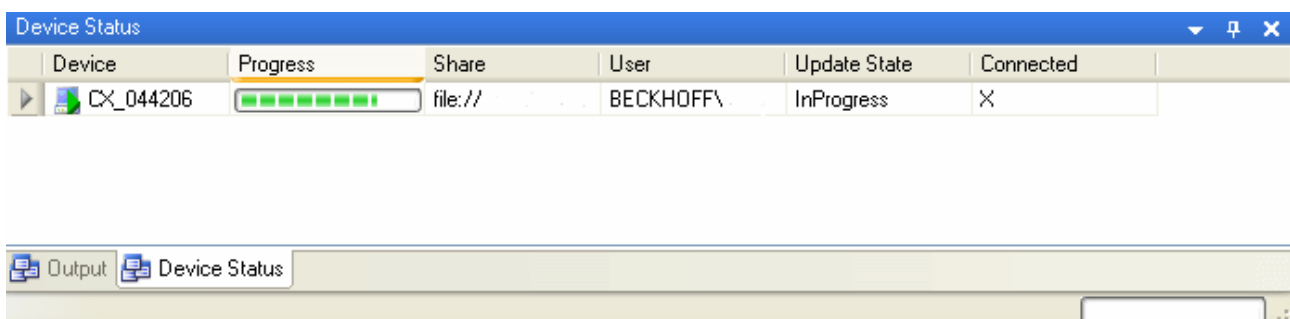 Device Status
Device Progress Share User Update State Connected
CX_044206 file:// BECKHOFF\ InProgress X
Output Device Status